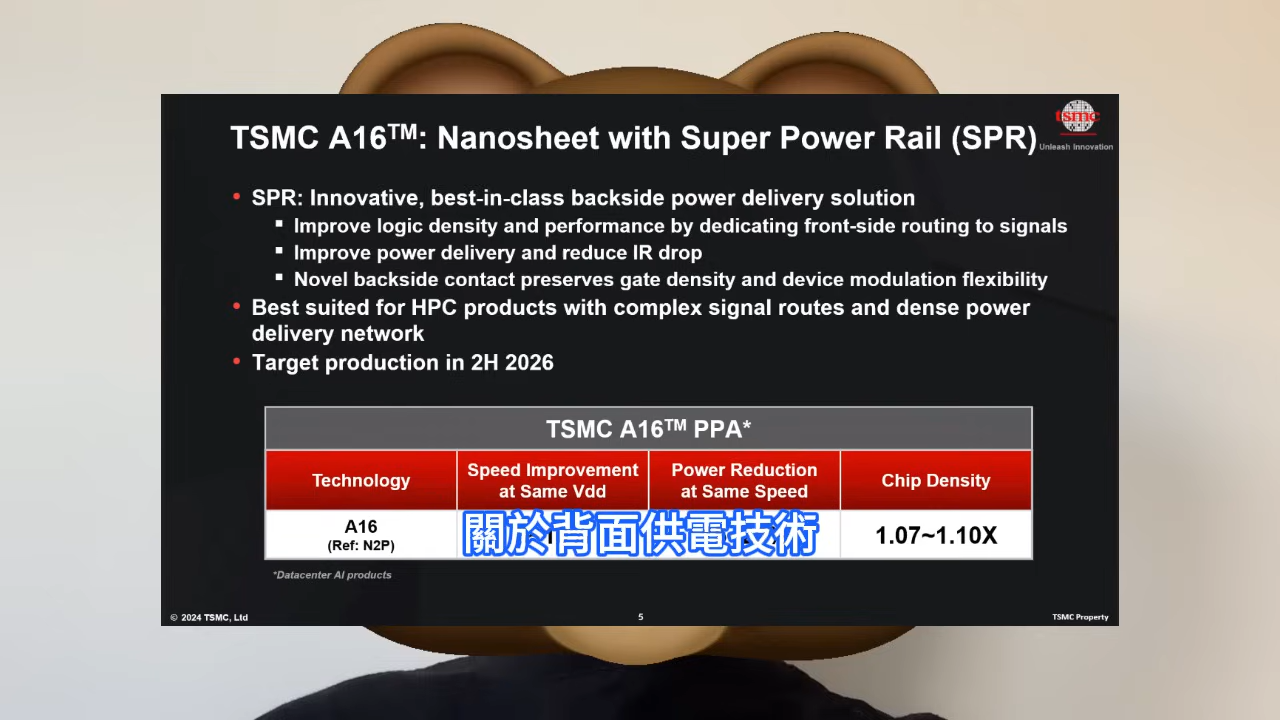 tsmc
Unleash Innovation
TSMC A16™: Nanosheet with Super Power Rail (SPR)
• SPR: Innovative, best-in-class backside power delivery solution
▪ Improve logic density and performance by dedicating front-side routing to signals
▪ Improve power delivery and reduce IR drop
▪ Novel backside contact preserves gate density and device modulation flexibility
• Best suited for HPC products with complex signal routes and dense power
delivery network
• Target production in 2H 2026
TSMC A16™ PPA*
Technology
Speed Improvement
at Same Vdd
Power Reduction
at Same Speed
Chip Density
A16
(Ref: N2P)
1.07~1.10X
關於背面供電技術
*Datacenter AI products
© 2024 TSMC, Ltd
5
TSMC Property